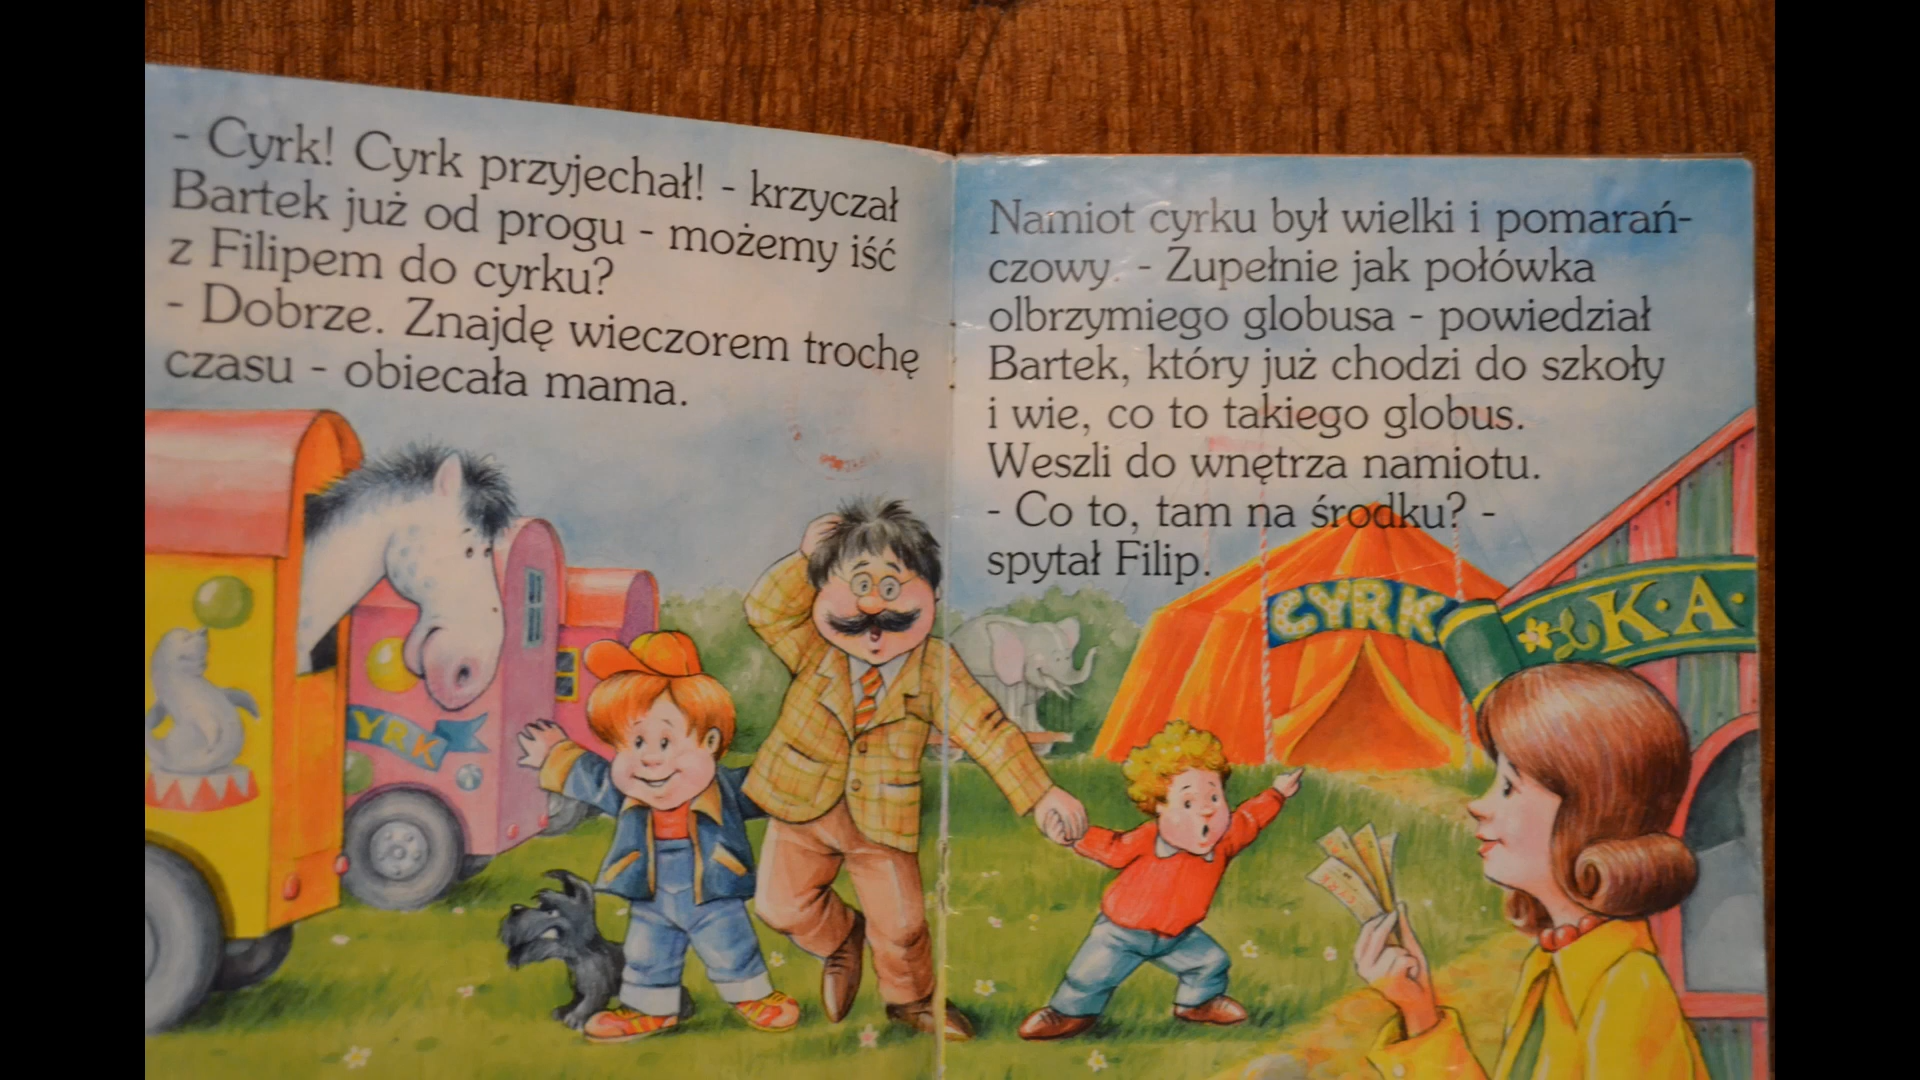 - Cyrk! Cyrk przyjechał! - krzyczał
Bartek już od progu - możemy iść
z Filipem do cyrku?
- Dobrze. Znajdę wieczorem trochę
czasu - obiecała mama.
Namiot cyrku był wielki i pomarań-
czowy. - Zupełnie jak połówka
olbrzymiego globusa - powiedział
Bartek, który już chodzi do szkoły
i wie, co to takiego globus.
Weszli do wnętrza namiotu.
- Co to, tam na środku? -
spytał Filip.
CYRK
K·A·
YRK
CYRK